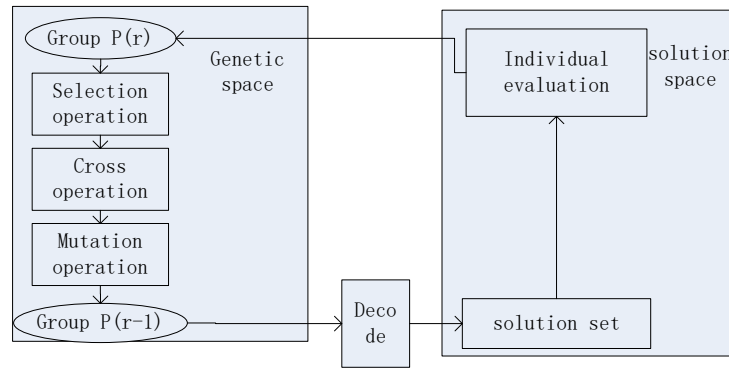 Group P(r)
Genetic
space
Selection
operation
Cross
operation
Mutation
operation
Group P(r-1)
Deco
de
Individual
evaluation
solution
space
solution set